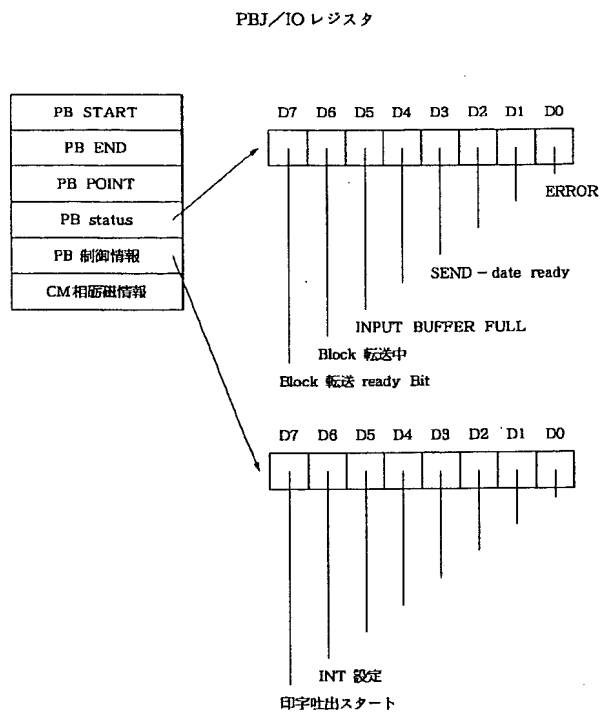 PBJ/IO レジスタ
PB START
PB END
PB POINT
PB status
PB 制御情報
CM相励磁情報
D7 D6 D5 D4 D3 D2 D1 D0
ERROR
SEND-date ready
INPUT BUFFER FULL
Block 転送中
Block 転送 ready Bit
D7 D6 D5 D4 D3 D2 D1 D0
INT 設定
印字吐出スタート